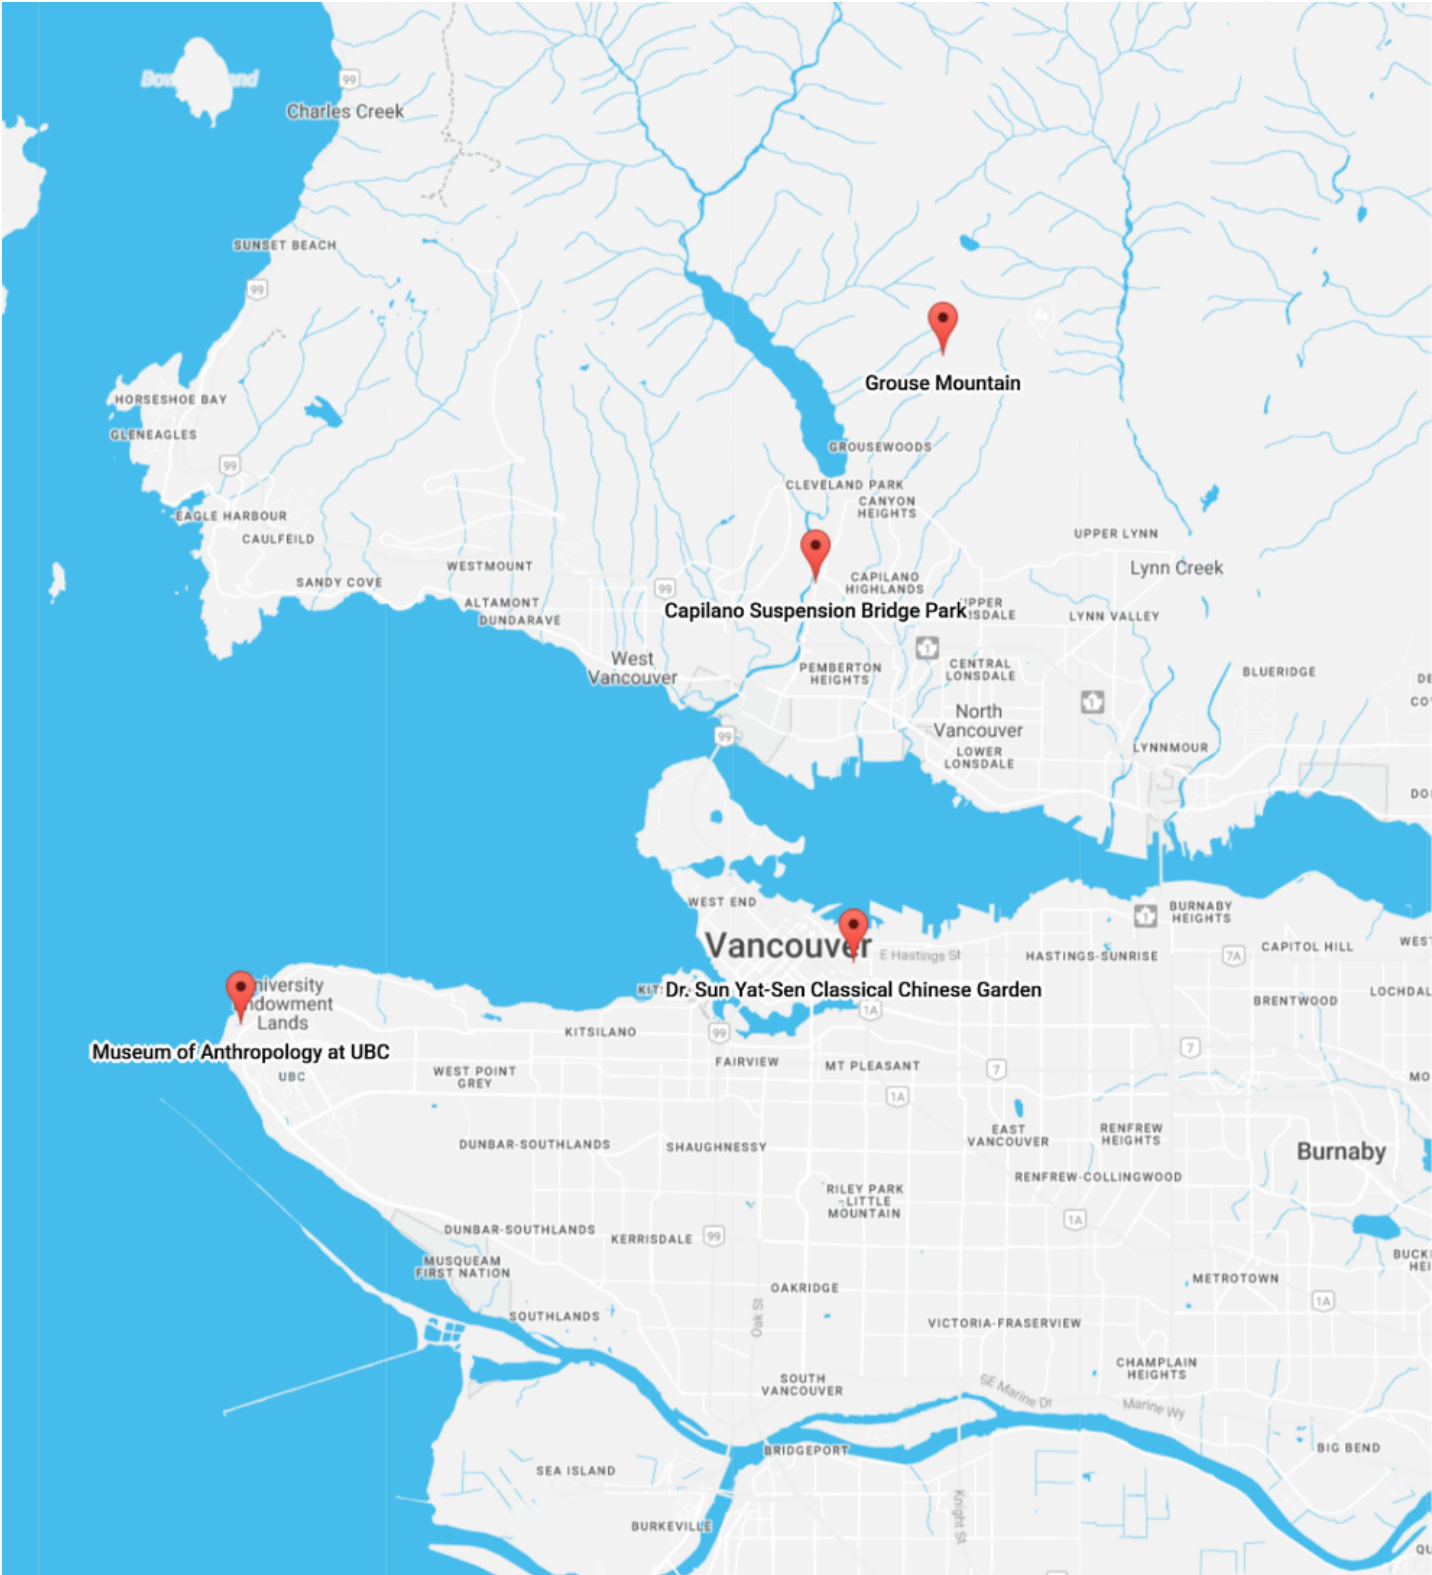 99
Charles Creek
SUNSET BEACH
99
Grouse Mountain
HORSESHOE BAY
GLENEAGLES
GROUSEWOODS
99
CLEVELAND PARK
CANYON
HEIGHTS
EAGLE HARBOUR
CAULFEILD
UPPER LYNN
Lynn Creek
WESTMOUNT
SANDY COVE
99
CAPILANO
HIGHLANDS
ALTAMONT
DUNDARAVE
Capilano Suspension Bridge Park
LYNN VALLEY
1
West
Vancouver
PEMBERTON
HEIGHTS
CENTRAL
LONSDALE
BLUERIDGE
1
North
Vancouver
99
LOWER
LONSDALE
LYNNMOUR
WEST END
BURNABY
HEIGHTS
1
Vancouver
E Hastings St
HASTINGS-SUNRISE
7A
CAPITOL HILL
University
Endowment
Lands
Dr. Sun Yat-Sen Classical Chinese Garden
BRENTWOOD
1A
KITSILANO
99
Museum of Anthropology at UBC
UBC
WEST POINT
GREY
FAIRVIEW
MT PLEASANT
7
7
1A
EAST
VANCOUVER
RENFREW
HEIGHTS
DUNBAR-SOUTHLANDS
SHAUGHNESSY
Burnaby
RENFREW-COLLINGWOOD
RILEY PARK
-LITTLE
MOUNTAIN
1A
DUNBAR-SOUTHLANDS
KERRISDALE
99
MUSQUEAM
FIRST NATION
METROTOWN
OAKRIDGE
1A
SOUTHLANDS
Oak St
VICTORIA-FRASERVIEW
CHAMPLAIN
HEIGHTS
SOUTH
VANCOUVER
SE Marine Dr
Marine Wy
BRIDGEPORT
BIG BEND
SEA ISLAND
Knight St
BURKEVILLE